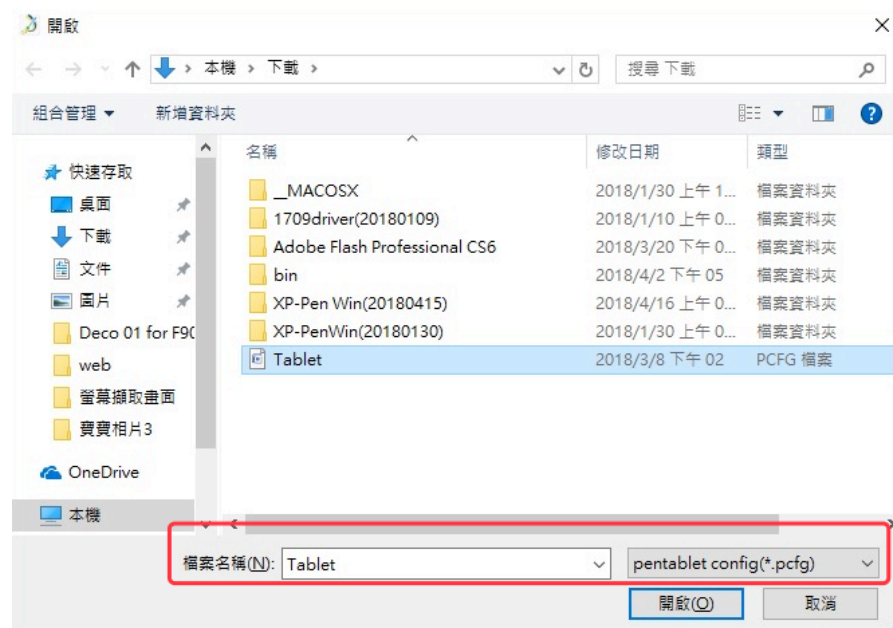 開啟
本機 › 下載 ›
搜尋 下載
組合管理
新增資料夾
名稱 修改日期 類型
快速存取
桌面
下載
文件
圖片
Deco 01 for F90
web
螢幕擷取畫面
寶寶相片3
OneDrive
本機
__MACOSX 2018/1/30 上午 1... 檔案資料夾
1709driver(20180109) 2018/1/10 上午 0... 檔案資料夾
Adobe Flash Professional CS6 2018/3/20 下午 0... 檔案資料夾
bin 2018/4/2 下午 05 檔案資料夾
XP-Pen Win(20180415) 2018/4/16 上午 0... 檔案資料夾
XP-PenWin(20180130) 2018/1/30 上午 0... 檔案資料夾
Tablet 2018/3/8 下午 02 PCFG 檔案
檔案名稱(N): Tablet
pentablet config(*.pcfg)
開啟(O)
取消